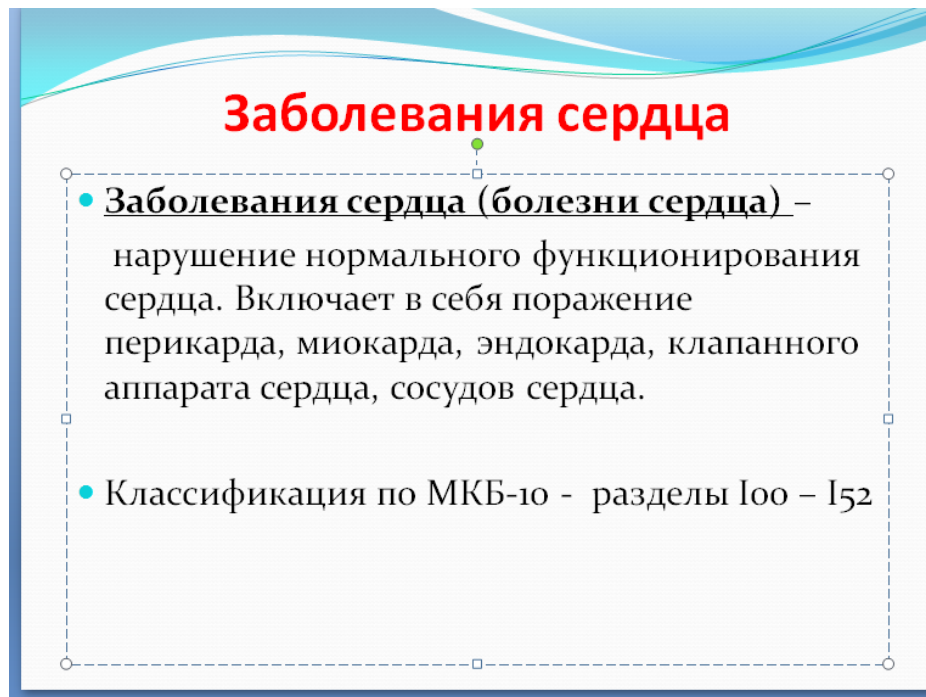 Заболевания сердца
• Заболевания сердца (болезни сердца) –
нарушение нормального функционирования
сердца. Включает в себя поражение
перикарда, миокарда, эндокарда, клапанного
аппарата сердца, сосудов сердца.
• Классификация по МКБ-10 - разделы I00 – I52